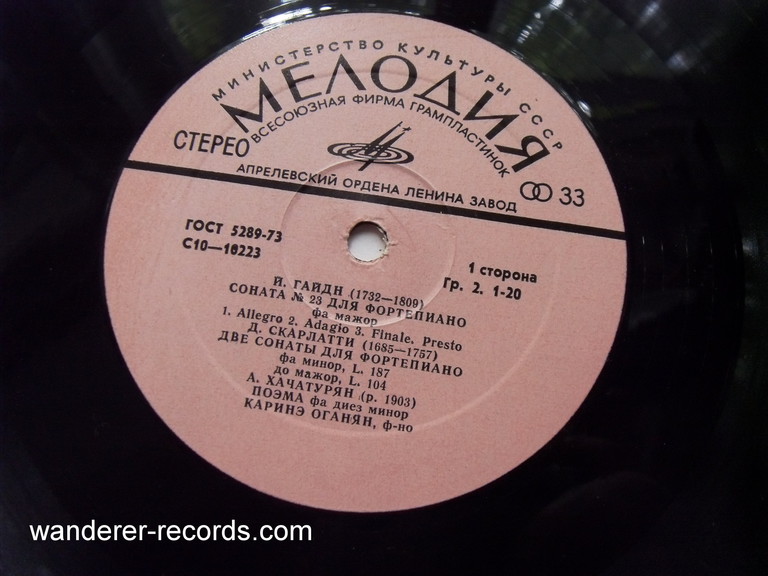 МИНИСТЕРСТВО КУЛЬТУРЫ СССР
МЕЛОДИЯ
ВСЕСОЮЗНАЯ ФИРМА ГРАМПЛАСТИНОК
СТЕРЕО
33
АПРЕЛЕВСКИЙ ОРДЕНА ЛЕНИНА ЗАВОД
ГОСТ 5289-73
С10—10223
1 сторона
Гр. 2. 1-20
Й. ГАЙДН (1732—1809)
СОНАТА № 23 ДЛЯ ФОРТЕПИАНО
фа мажор
1. Allegro 2. Adagio 3. Finale. Presto
Д. СКАРЛАТТИ (1685—1757)
ДВЕ СОНАТЫ ДЛЯ ФОРТЕПИАНО
фа минор, L. 187
до мажор, L. 104
А. ХАЧАТУРЯН (р. 1903)
ПОЭМА фа диез минор
КАРИНЭ ОГАНЯН, ф-но
wanderer-records.com